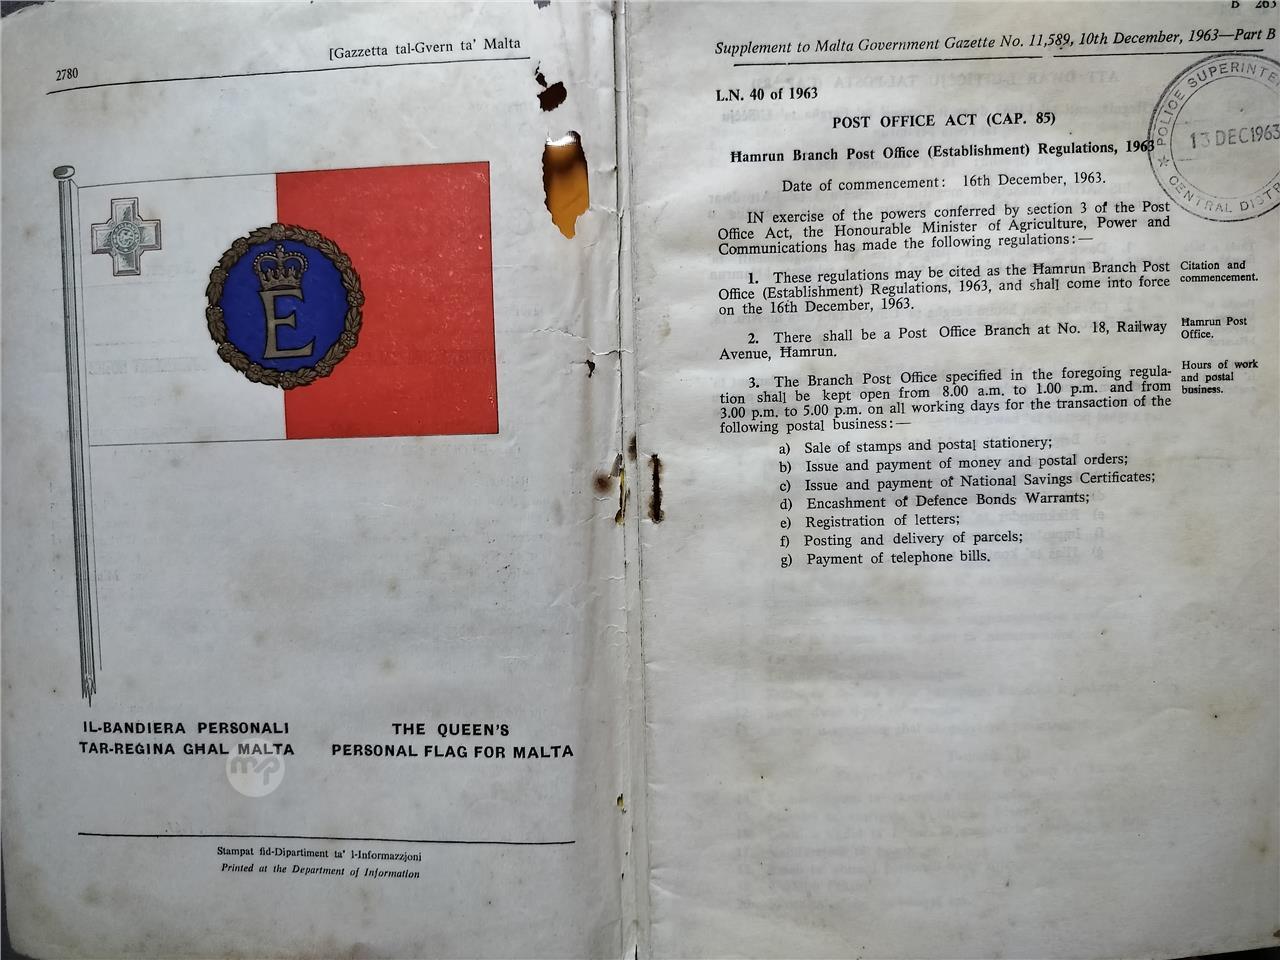 2780
[Gazzetta tal-Gvern ta' Malta
E
IL-BANDIERA PERSONALI
TAR-REGINA GHAL MALTA
THE QUEEN'S
PERSONAL FLAG FOR MALTA
mp
Stampat fid-Dipartiment ta' l-Informazzjoni
Printed at the Department of Information
B 263
Supplement to Malta Government Gazette No. 11,589, 10th December, 1963—Part B
L.N. 40 of 1963
POST OFFICE ACT (CAP. 85)
Ħamrun Branch Post Office (Establishment) Regulations, 1963
Date of commencement: 16th December, 1963.
IN exercise of the powers conferred by section 3 of the Post
Office Act, the Honourable Minister of Agriculture, Power and
Communications has made the following regulations:—
1. These regulations may be cited as the Ħamrun Branch Post
Office (Establishment) Regulations, 1963, and shall come into force
on the 16th December, 1963.
Citation and
commencement.
2. There shall be a Post Office Branch at No. 18, Railway
Avenue, Ħamrun.
Ħamrun Post
Office.
3. The Branch Post Office specified in the foregoing regula-
tion shall be kept open from 8.00 a.m. to 1.00 p.m. and from
3.00 p.m. to 5.00 p.m. on all working days for the transaction of the
following postal business:—
Hours of work
and postal
business.
a) Sale of stamps and postal stationery;
b) Issue and payment of money and postal orders;
c) Issue and payment of National Savings Certificates;
d) Encashment of Defence Bonds Warrants;
e) Registration of letters;
f) Posting and delivery of parcels;
g) Payment of telephone bills.
POLICE SUPERINTE
13 DEC 1963
CENTRAL DISTR